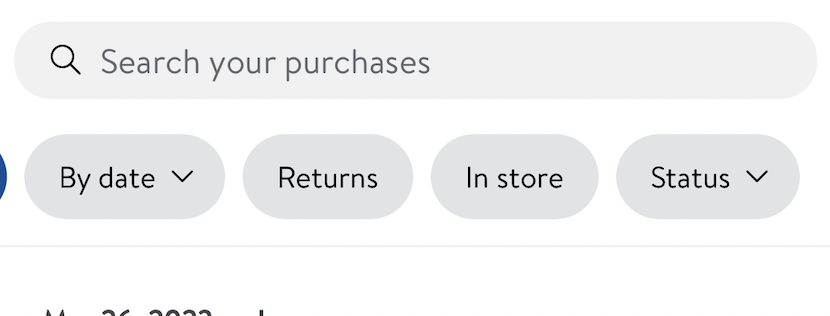 Search your purchases
By date
Returns
In store
Status